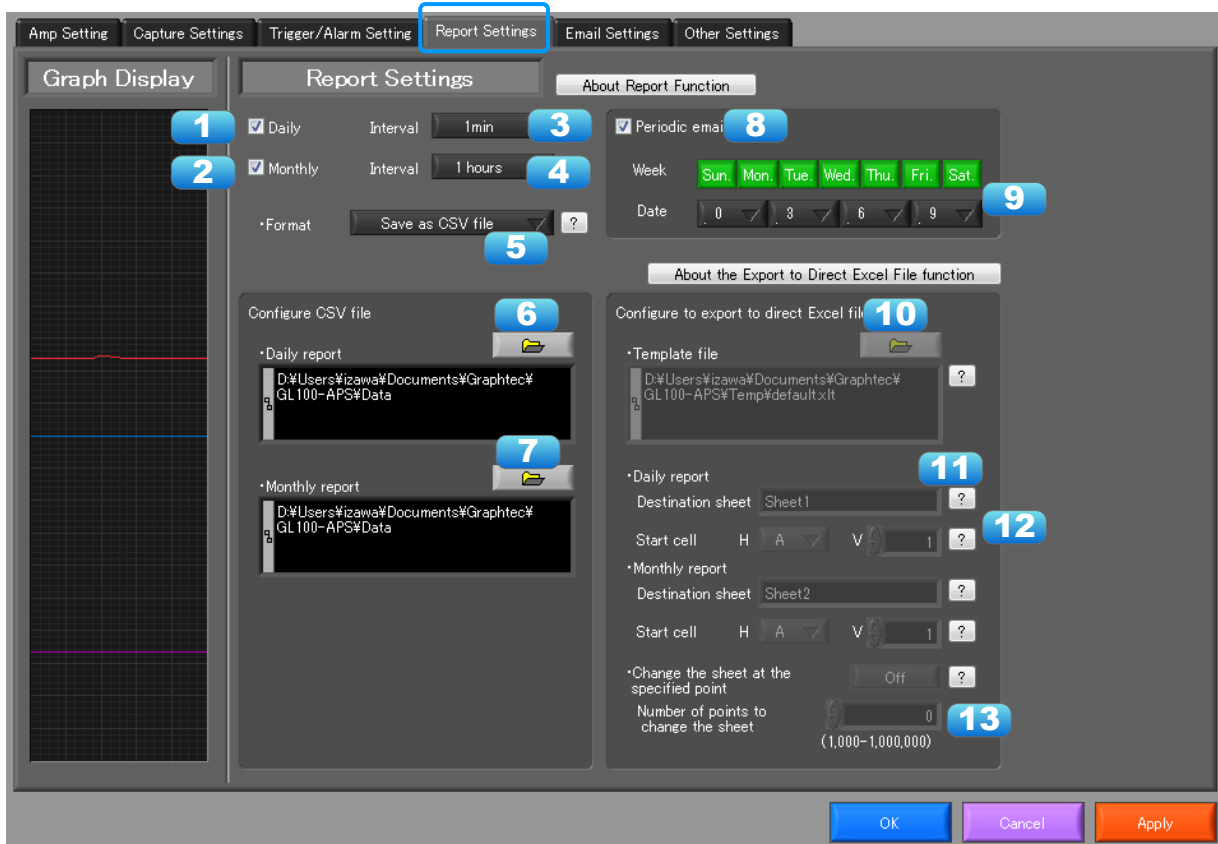 Amp Setting Capture Settings Trigger/Alarm Setting Report Settings Email Settings Other Settings
Graph Display Report Settings About Report Function
1 Daily Interval 1min 3 Periodic emai 8
2 Monthly Interval 1 hours 4 Week Sun. Mon. Tue. Wed. Thu. Fri. Sat.
Date 0 3 6 9 9
・Format Save as CSV file ?
5
About the Export to Direct Excel File function
Configure CSV file 6 Configure to export to direct Excel fil 10
・Daily report ・Template file
D:¥Users¥izawa¥Documents¥Graphtec¥ D:¥Users¥izawa¥Documents¥Graphtec¥ ?
GL100-APS¥Data GL100-APS¥Temp¥default.xlt
7
・Monthly report ・Daily report 11
D:¥Users¥izawa¥Documents¥Graphtec¥ Destination sheet Sheet1 ?
GL100-APS¥Data Start cell H A V 1 ? 12
・Monthly report
Destination sheet Sheet2 ?
Start cell H A V 1 ?
・Change the sheet at the Off ?
specified point
Number of points to 0 13
change the sheet
(1,000-1,000,000)
OK Cancel Apply